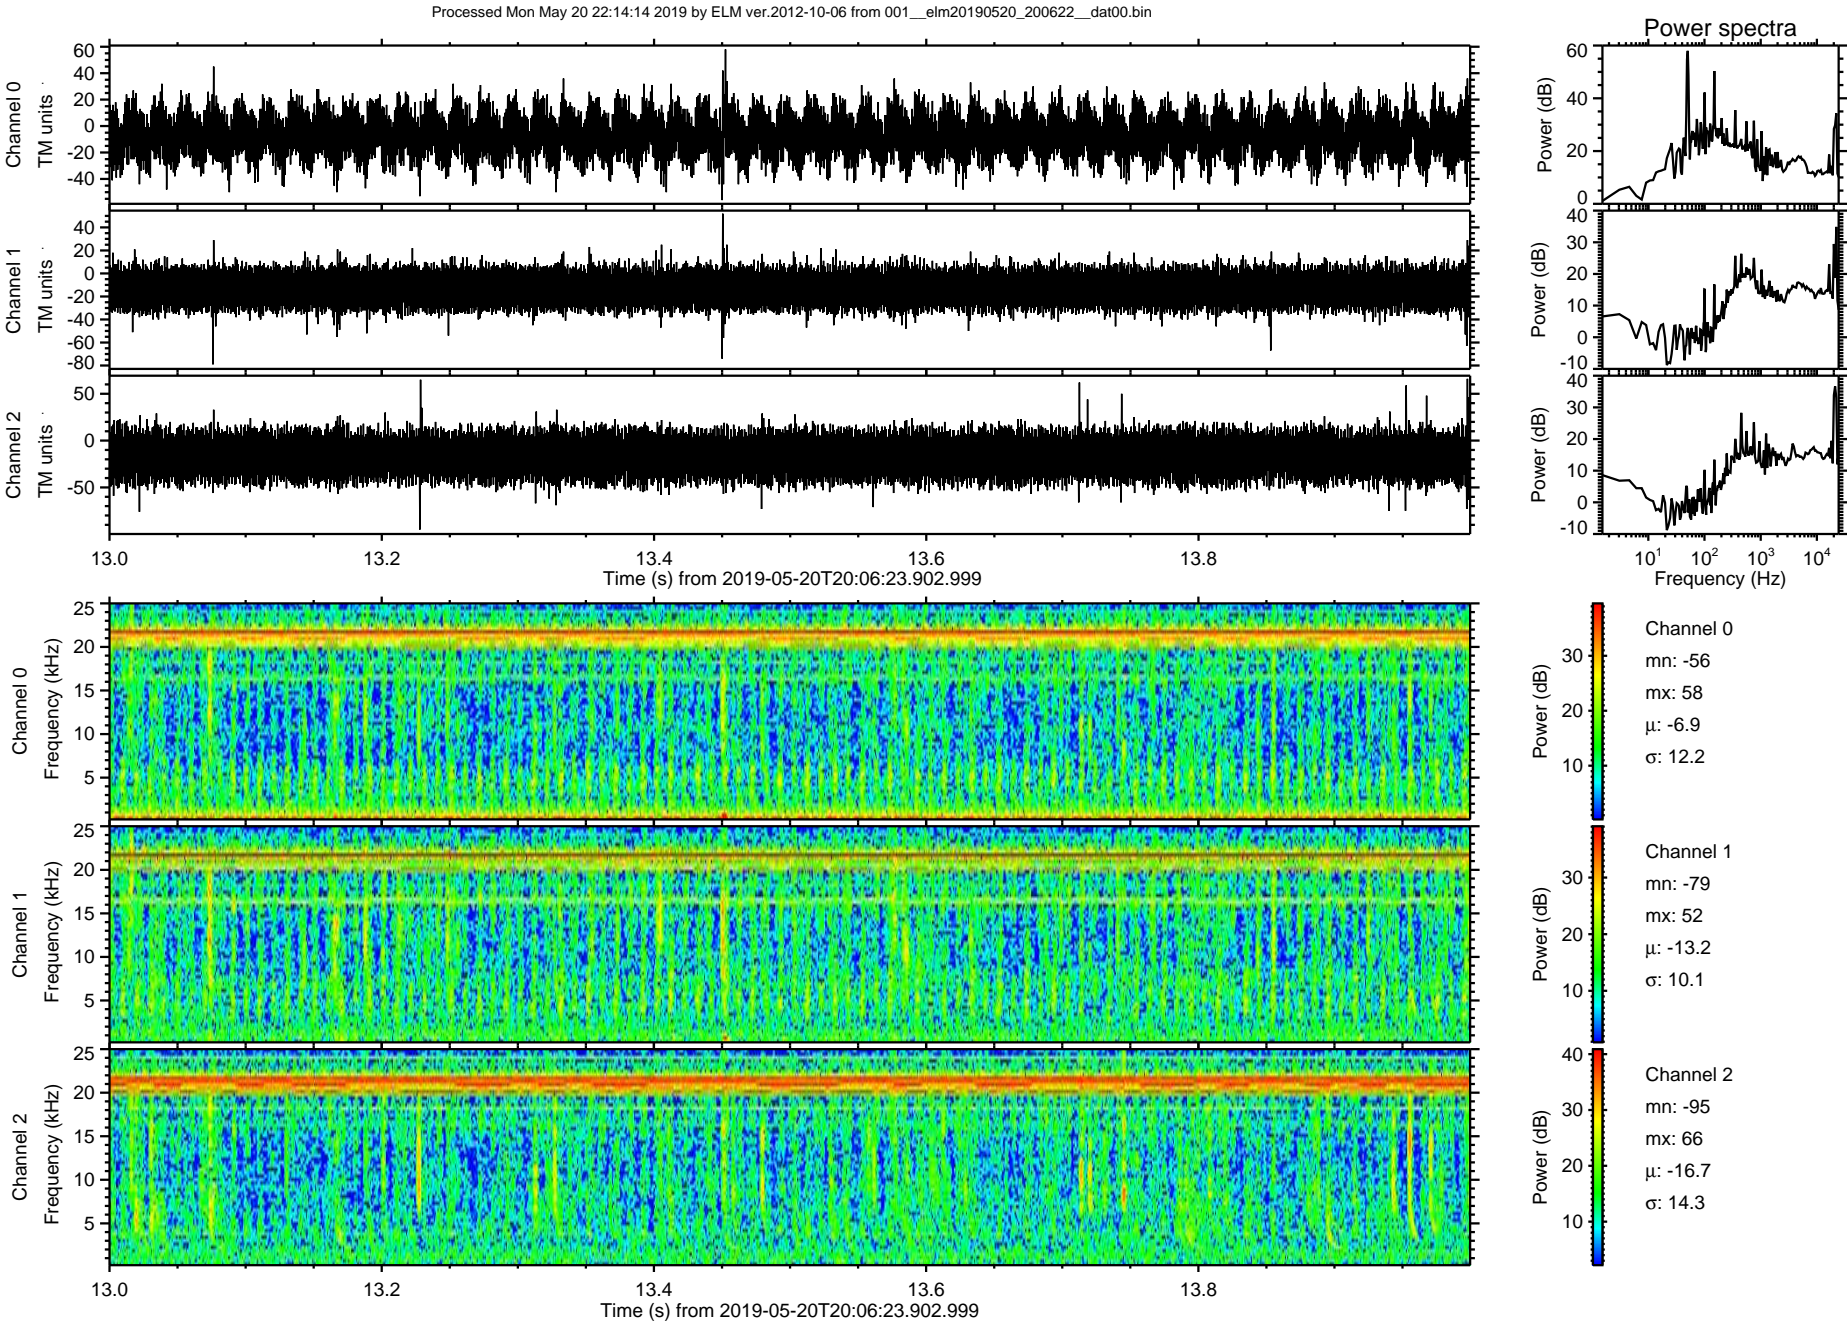 Processed Mon May 20 22:14:14 2019 by ELM ver.2012-10-06 from 001__elm20190520_200622__dat00.bin
Power spectra
Channel 0
TM units
60
40
20
0
-20
-40
Power (dB)
60
40
20
0
Channel 1
TM units
40
20
0
-20
-40
-60
-80
Power (dB)
40
30
20
10
0
-10
Channel 2
TM units
50
0
-50
Power (dB)
40
30
20
10
0
-10
13.0 13.2 13.4 13.6 13.8
Time (s) from 2019-05-20T20:06:23.902.999
10^1 10^2 10^3 10^4
Frequency (Hz)
Channel 0
Frequency (kHz)
25
20
15
10
5
Power (dB)
30
20
10
Channel 0
mn: -56
mx: 58
μ: -6.9
σ: 12.2
Channel 1
Frequency (kHz)
25
20
15
10
5
Power (dB)
30
20
10
Channel 1
mn: -79
mx: 52
μ: -13.2
σ: 10.1
Channel 2
Frequency (kHz)
25
20
15
10
5
Power (dB)
40
30
20
10
Channel 2
mn: -95
mx: 66
μ: -16.7
σ: 14.3
13.0 13.2 13.4 13.6 13.8
Time (s) from 2019-05-20T20:06:23.902.999